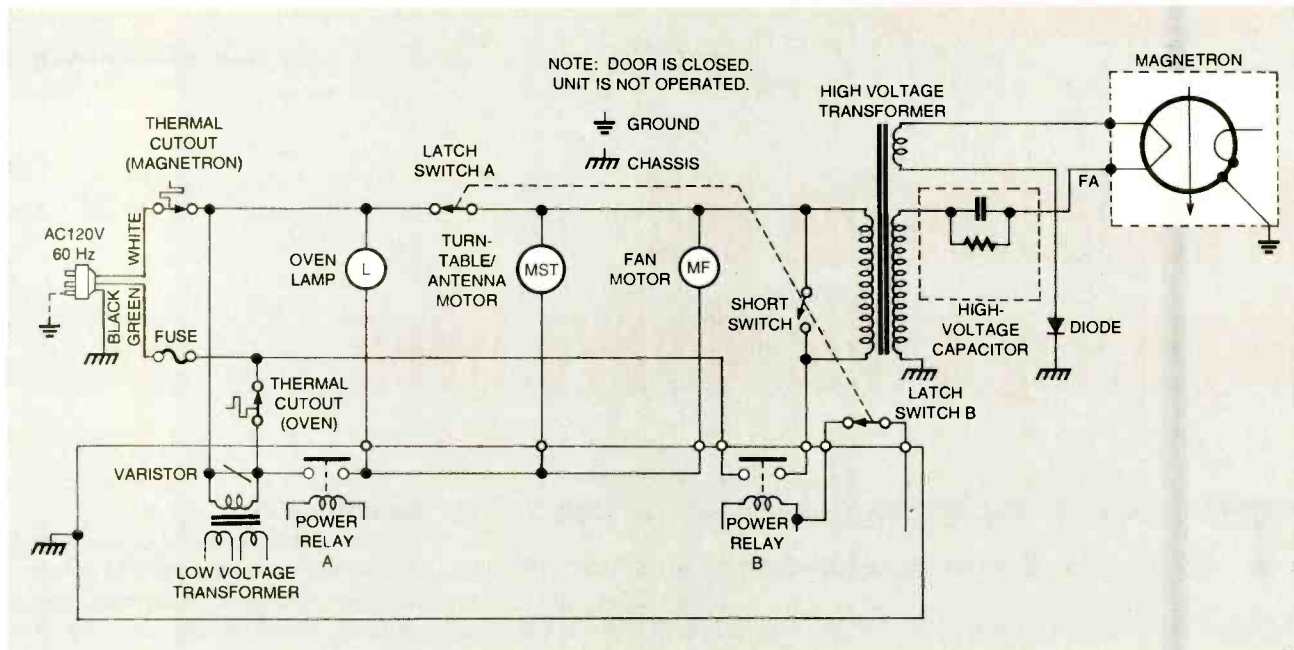 NOTE: DOOR IS CLOSED.
UNIT IS NOT OPERATED.
GROUND
CHASSIS
MAGNETRON
HIGH VOLTAGE
TRANSFORMER
THERMAL
CUTOUT
(MAGNETRON)
LATCH
SWITCH A
FA
AC120V
60 Hz
WHITE
BLACK
GREEN
FUSE
OVEN
LAMP
L
TURN-
TABLE/
ANTENNA
MOTOR
MST
FAN
MOTOR
MF
SHORT
SWITCH
HIGH-
VOLTAGE
CAPACITOR
DIODE
THERMAL
CUTOUT
(OVEN)
LATCH
SWITCH B
VARISTOR
POWER
RELAY
A
POWER
RELAY
B
LOW VOLTAGE
TRANSFORMER